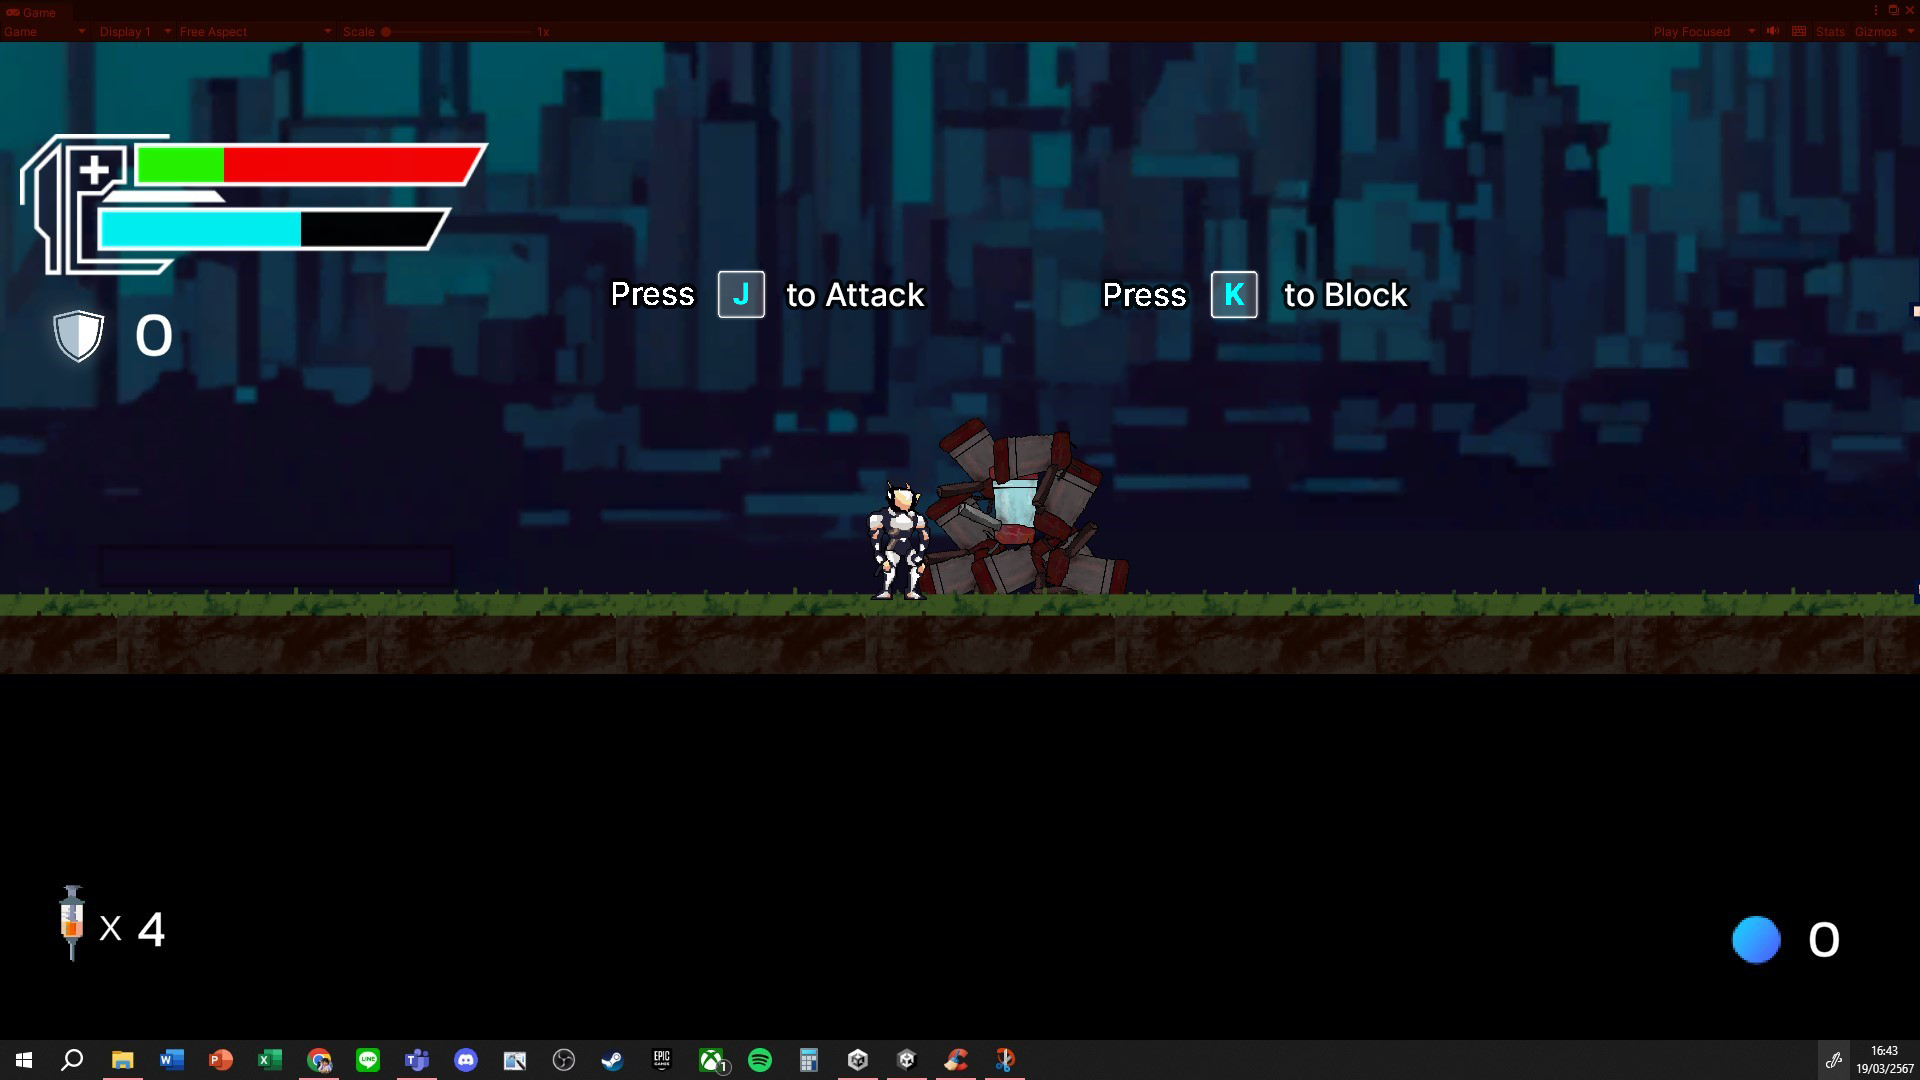 Game
Game Display 1 Free Aspect Scale 1x Play Focused Stats Gizmos
Press J to Attack
Press K to Block
0
X 4
0
16:43
19/03/2567